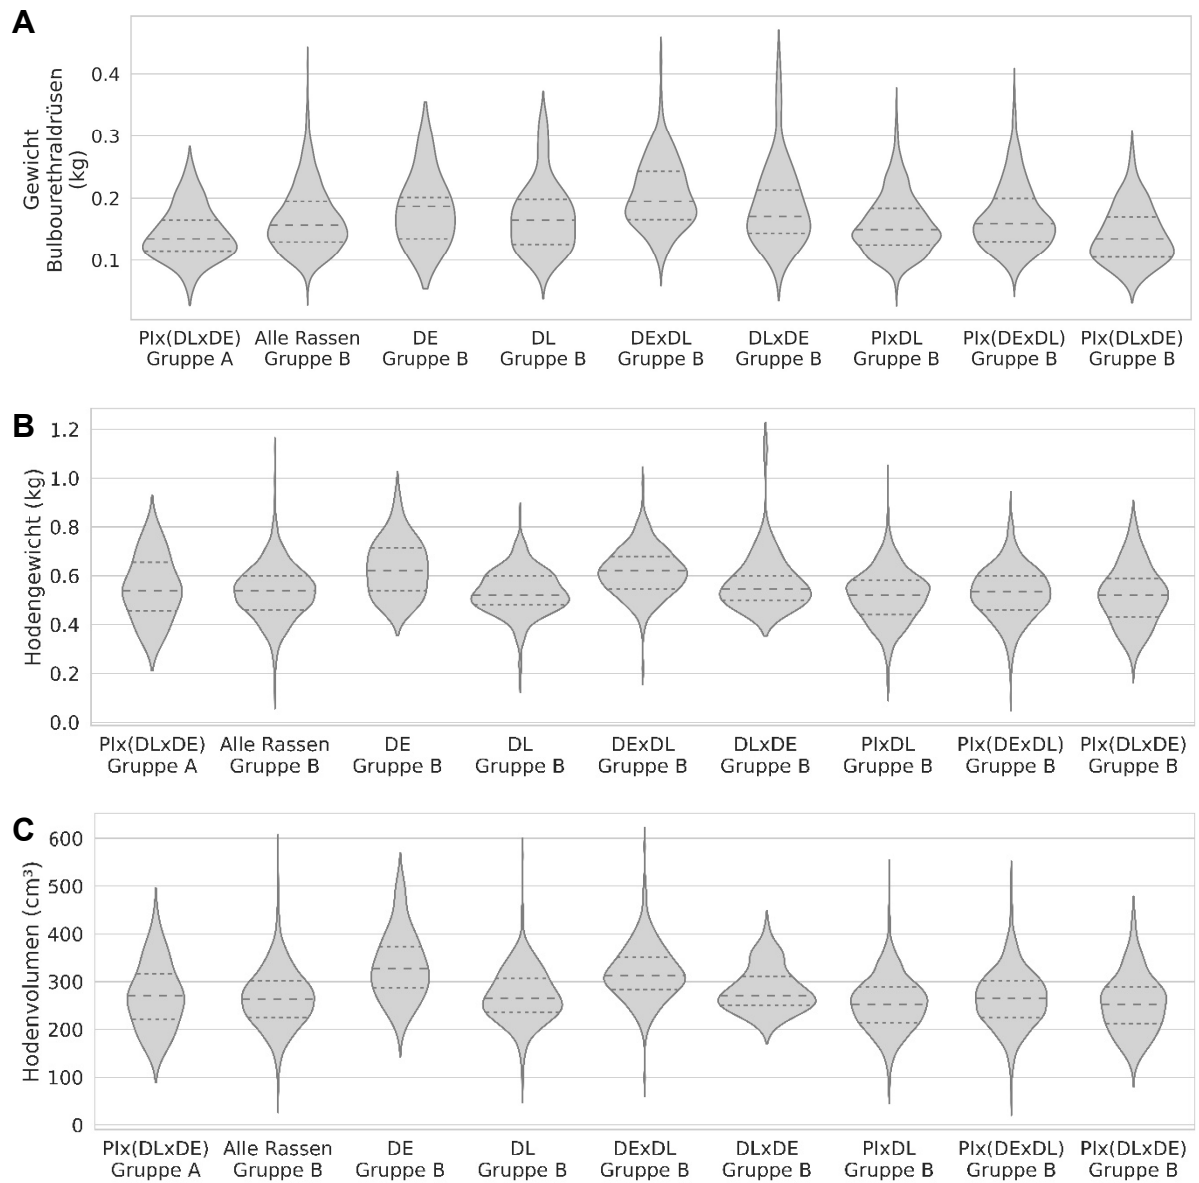 A
Gewicht
Bulbourethraldrüsen
(kg)
0.4
0.3
0.2
0.1
PIx(DLxDE) Alle Rassen DE DL DExDL DLxDE PIxDL PIx(DExDL) PIx(DLxDE)
Gruppe A Gruppe B Gruppe B Gruppe B Gruppe B Gruppe B Gruppe B Gruppe B Gruppe B
B
Hodengewicht (kg)
1.2
1.0
0.8
0.6
0.4
0.2
0.0
PIx(DLxDE) Alle Rassen DE DL DExDL DLxDE PIxDL PIx(DExDL) PIx(DLxDE)
Gruppe A Gruppe B Gruppe B Gruppe B Gruppe B Gruppe B Gruppe B Gruppe B Gruppe B
C
Hodenvolumen (cm³)
600
500
400
300
200
100
0
PIx(DLxDE) Alle Rassen DE DL DExDL DLxDE PIxDL PIx(DExDL) PIx(DLxDE)
Gruppe A Gruppe B Gruppe B Gruppe B Gruppe B Gruppe B Gruppe B Gruppe B Gruppe B